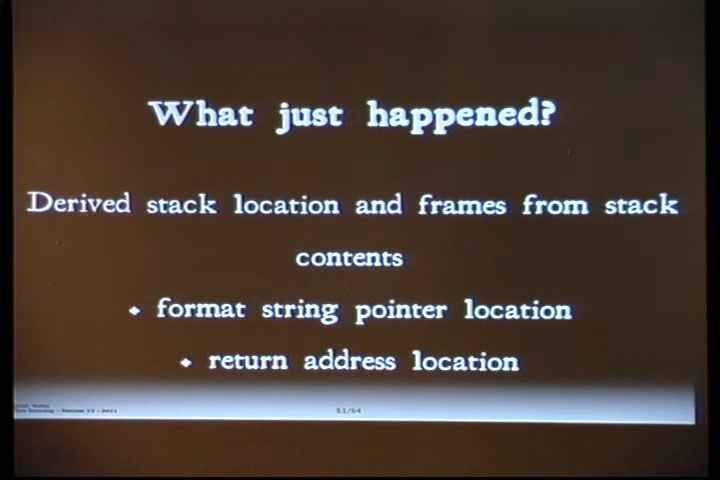 What just happened?
Derived stack location and frames from stack
contents
format string pointer location
return address location
51/54